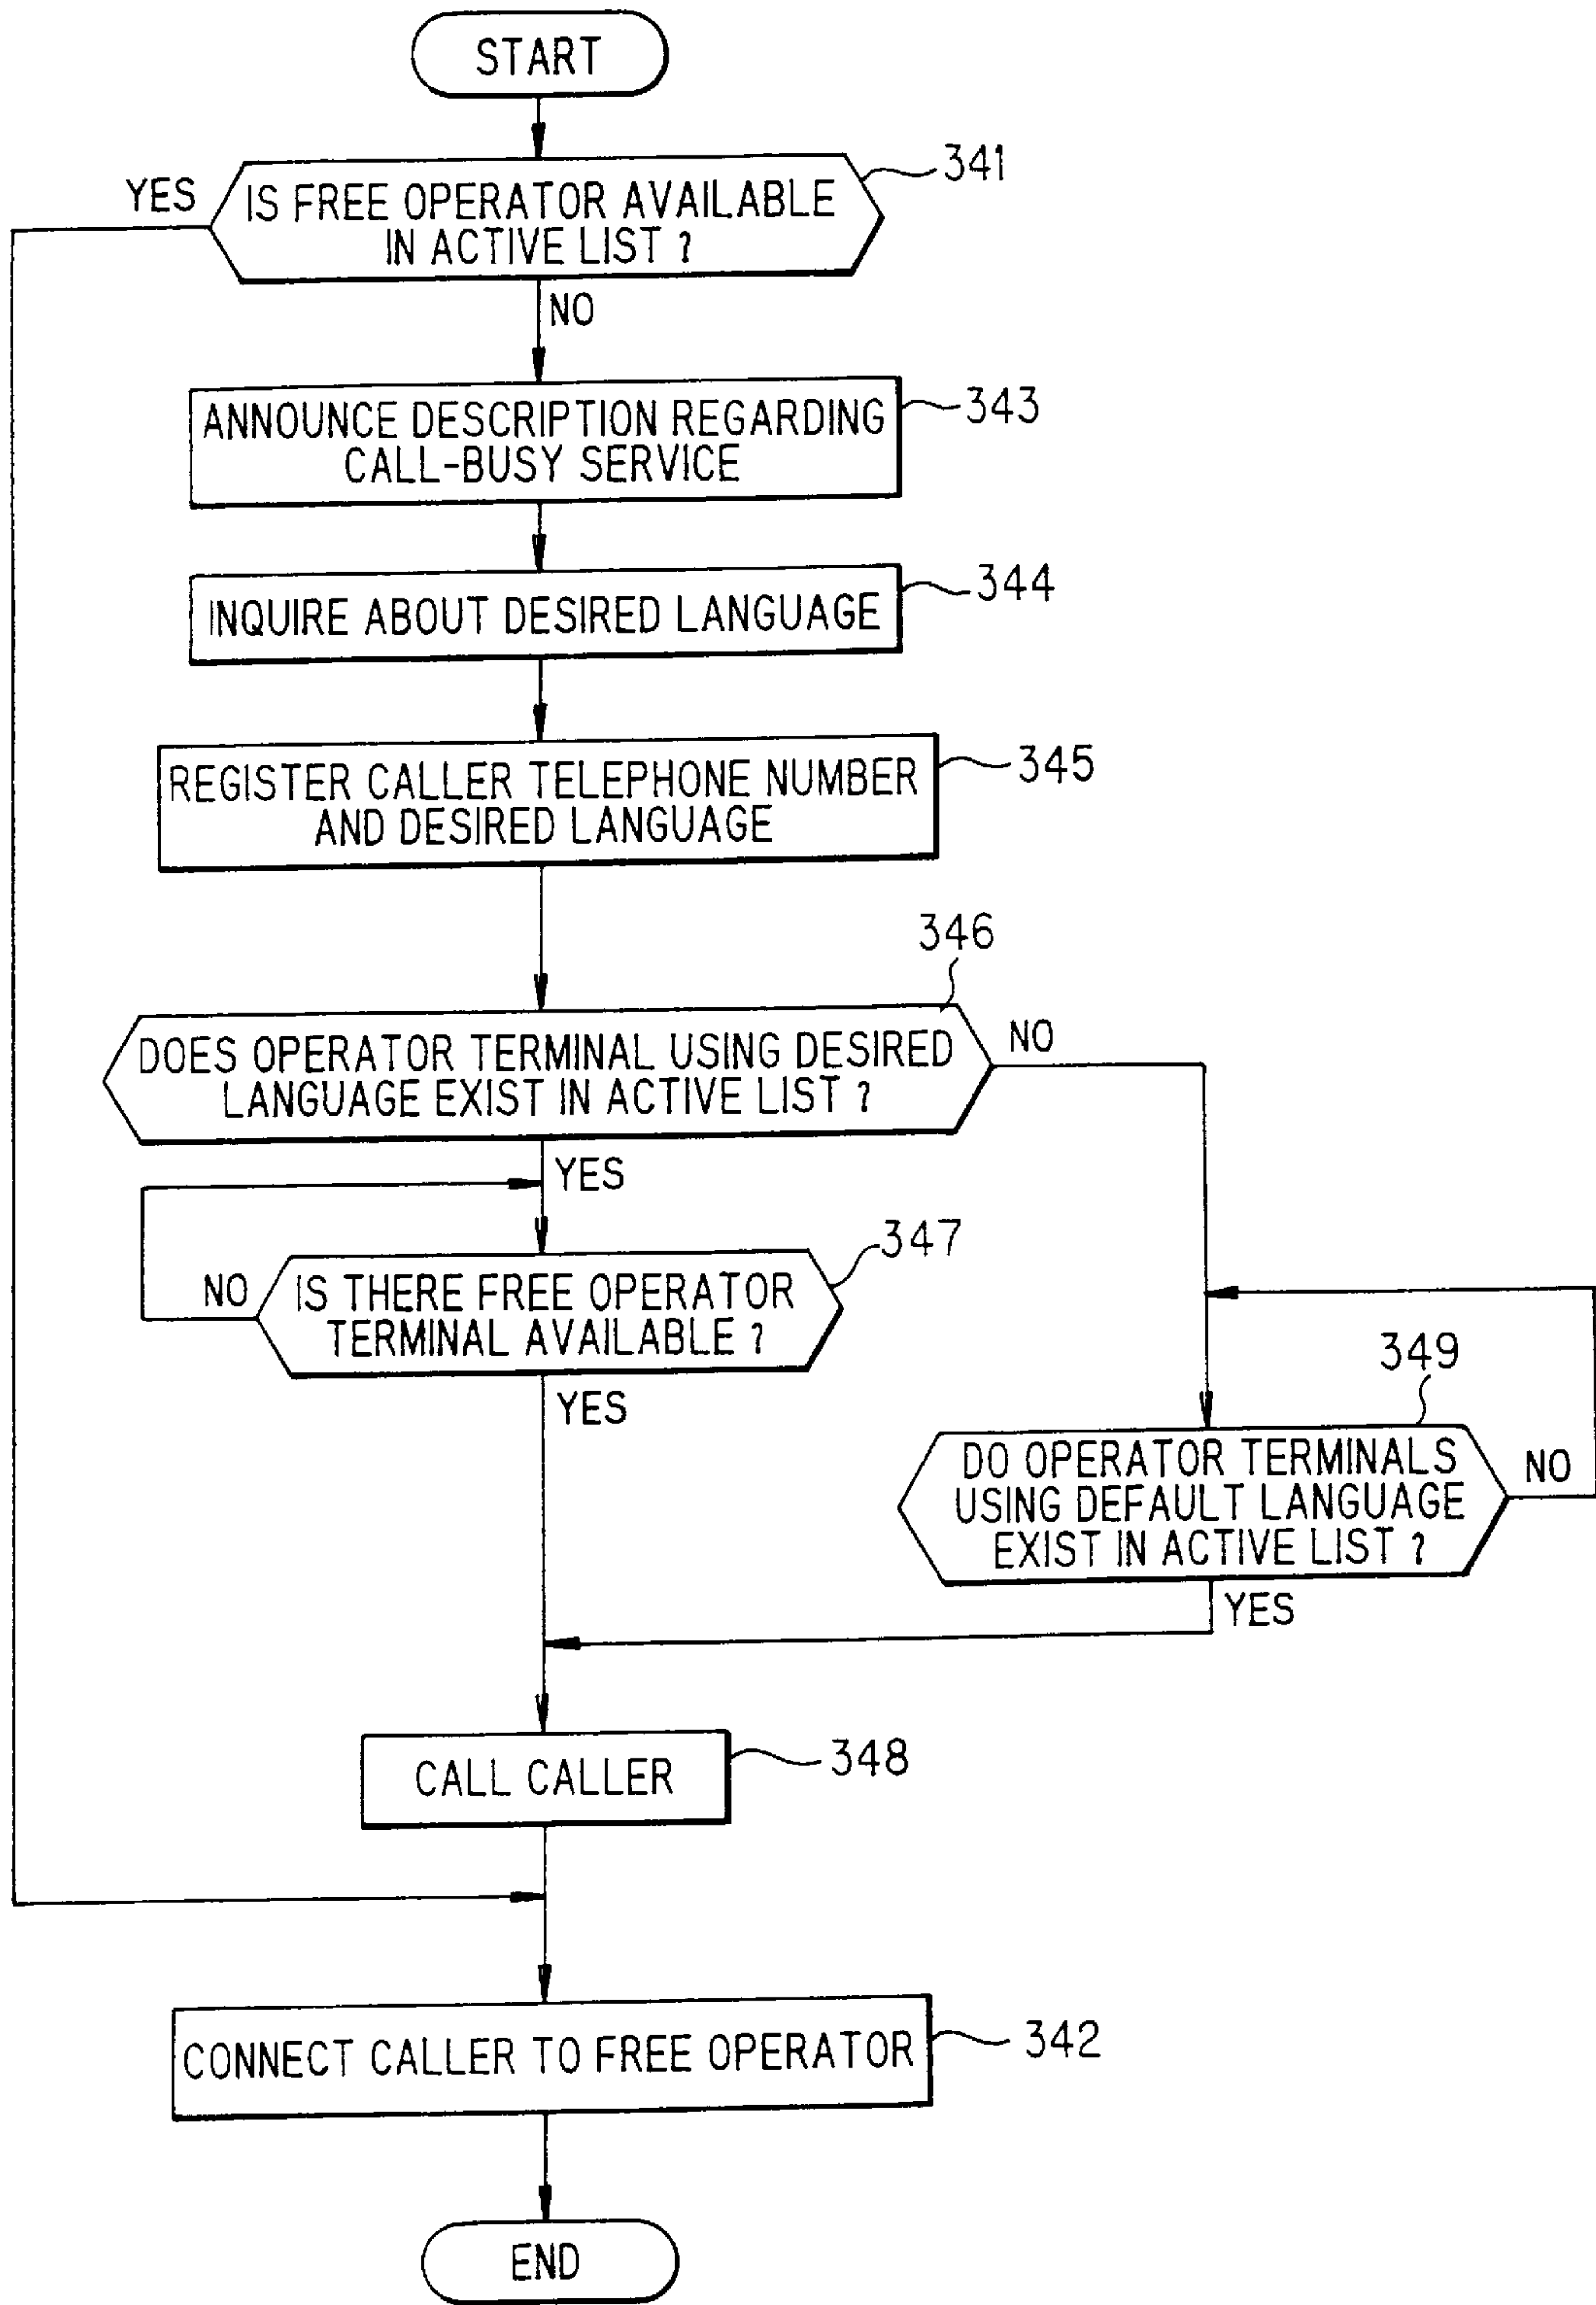 START
341
YES
IS FREE OPERATOR AVAILABLE
IN ACTIVE LIST ?
NO
343
ANNOUNCE DESCRIPTION REGARDING
CALL-BUSY SERVICE
344
INQUIRE ABOUT DESIRED LANGUAGE
345
REGISTER CALLER TELEPHONE NUMBER
AND DESIRED LANGUAGE
346
DOES OPERATOR TERMINAL USING DESIRED
LANGUAGE EXIST IN ACTIVE LIST ?
NO
YES
347
NO
IS THERE FREE OPERATOR
TERMINAL AVAILABLE ?
YES
349
DO OPERATOR TERMINALS
USING DEFAULT LANGUAGE
EXIST IN ACTIVE LIST ?
NO
YES
348
CALL CALLER
342
CONNECT CALLER TO FREE OPERATOR
END